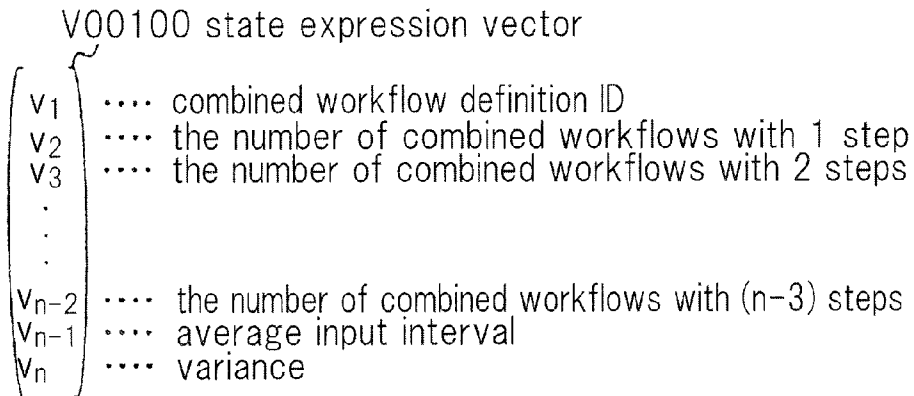 V00100 state expression vector
v1 ···· combined workflow definition ID
v2 ···· the number of combined workflows with 1 step
v3 ···· the number of combined workflows with 2 steps
·
·
·
vn-2 ···· the number of combined workflows with (n-3) steps
vn-1 ···· average input interval
vn ···· variance